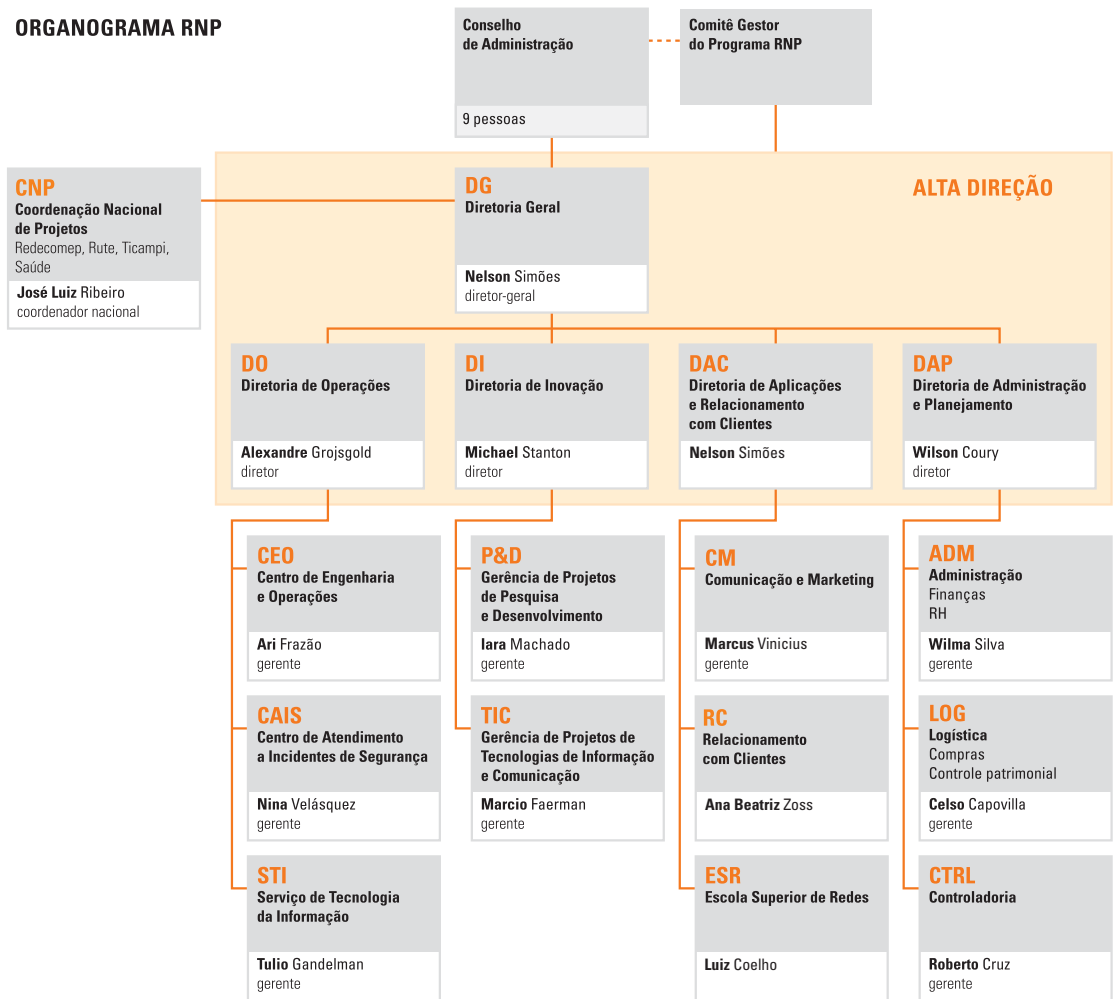 ORGANOGRAMA RNP
Conselho
de Administração
9 pessoas
Comitê Gestor
do Programa RNP
ALTA DIREÇÃO
CNP
Coordenação Nacional
de Projetos
Redecomep, Rute, Ticampi,
Saúde
José Luiz Ribeiro
coordenador nacional
DG
Diretoria Geral
Nelson Simões
diretor-geral
DO
Diretoria de Operações
Alexandre Grojsgold
diretor
DI
Diretoria de Inovação
Michael Stanton
diretor
DAC
Diretoria de Aplicações
e Relacionamento
com Clientes
Nelson Simões
DAP
Diretoria de Administração
e Planejamento
Wilson Coury
diretor
CEO
Centro de Engenharia
e Operações
Ari Frazão
gerente
P&D
Gerência de Projetos
de Pesquisa
e Desenvolvimento
Iara Machado
gerente
CM
Comunicação e Marketing
Marcus Vinicius
gerente
ADM
Administração
Finanças
RH
Wilma Silva
gerente
CAIS
Centro de Atendimento
a Incidentes de Segurança
Nina Velásquez
gerente
TIC
Gerência de Projetos de
Tecnologias de Informação
e Comunicação
Marcio Faerman
gerente
RC
Relacionamento
com Clientes
Ana Beatriz Zoss
LOG
Logística
Compras
Controle patrimonial
Celso Capovilla
gerente
STI
Serviço de Tecnologia
da Informação
Tulio Gandelman
gerente
ESR
Escola Superior de Redes
Luiz Coelho
CTRL
Controladoria
Roberto Cruz
gerente